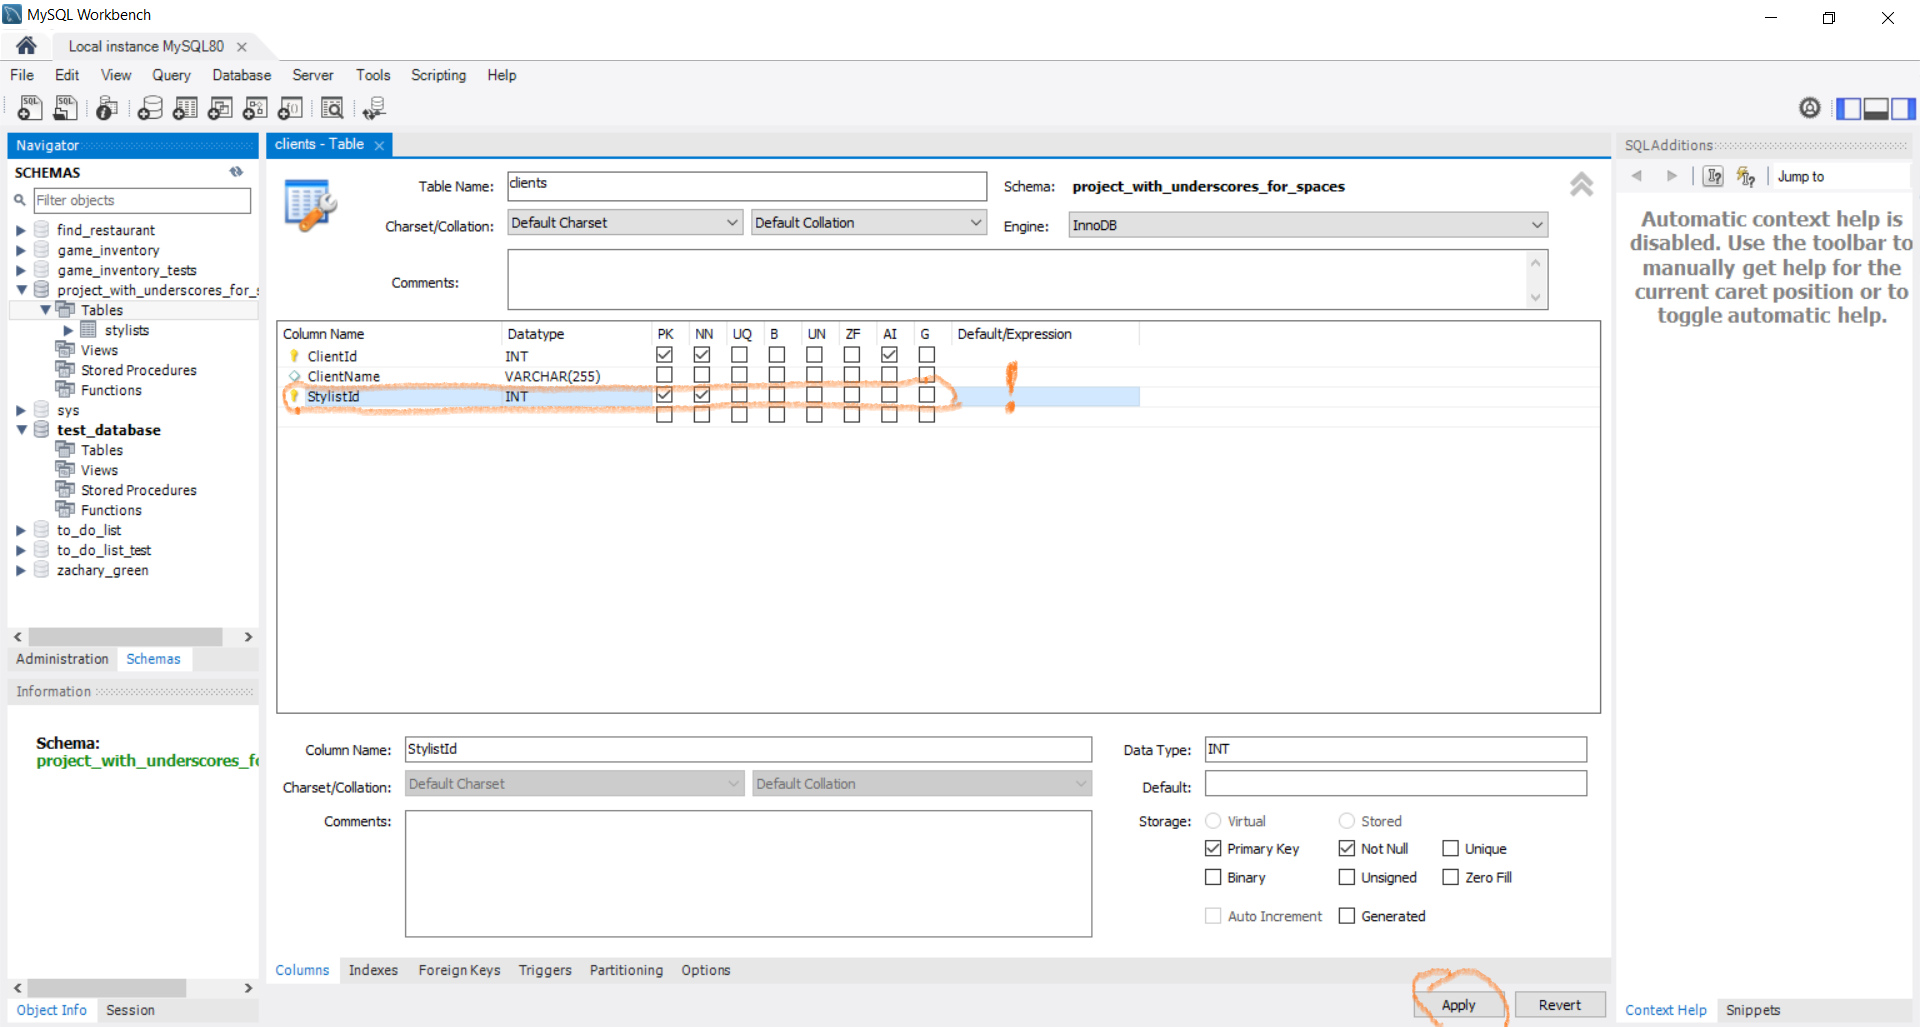 MySQL Workbench
Local instance MySQL80
File Edit View Query Database Server Tools Scripting Help
Navigator
SCHEMAS
Filter objects
find_restaurant
game_inventory
game_inventory_tests
project_with_underscores_for_
Tables
stylists
Views
Stored Procedures
Functions
sys
test_database
Tables
Views
Stored Procedures
Functions
to_do_list
to_do_list_test
zachary_green
Administration Schemas
Information
Schema:
project_with_underscores_f
Object Info Session
clients - Table
Table Name: clients Schema: project_with_underscores_for_spaces
Charset/Collation: Default Charset Default Collation Engine: InnoDB
Comments:
Column Name Datatype PK NN UQ B UN ZF AI G Default/Expression
ClientId INT
ClientName VARCHAR(255)
StylistId INT !
Column Name: StylistId Data Type: INT
Charset/Collation: Default Charset Default Collation Default:
Comments: Storage: Virtual Stored
Primary Key Not Null Unique
Binary Unsigned Zero Fill
Auto Increment Generated
Columns Indexes Foreign Keys Triggers Partitioning Options
Apply Revert
SQLAdditions
Jump to
Automatic context help is
disabled. Use the toolbar to
manually get help for the
current caret position or to
toggle automatic help.
Context Help Snippets